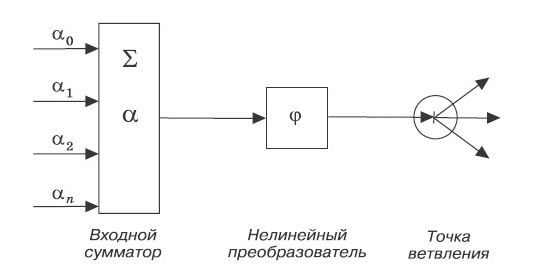 α₀
Σ
α₁
α
φ
α₂
αₙ
Входной
сумматор
Нелинейный
преобразователь
Точка
ветвления